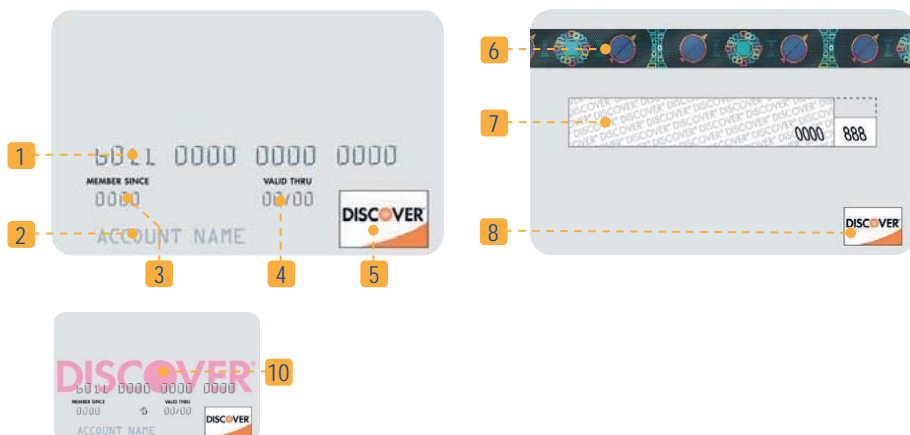 6
DISCOVER® DISCOVER® DISCOVER® DISCOVER®
7
0000 888
1
6011 0000 0000 0000
MEMBER SINCE VALID THRU
0000 00/00
DISCOVER®
2
ACCOUNT NAME
3 4 5
DISCOVER
8
DISCOVER®
10
6011 0000 0000 0000
MEMBER SINCE VALID THRU
0000 00/00
DISCOVER
ACCOUNT NAME